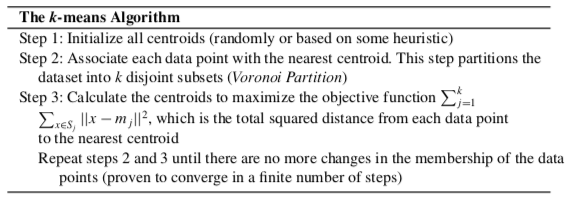 The k-means Algorithm
Step 1: Initialize all centroids (randomly or based on some heuristic)
Step 2: Associate each data point with the nearest centroid. This step partitions the
dataset into k disjoint subsets (Voronoi Partition)
Step 3: Calculate the centroids to maximize the objective function ∑_{j=1}^{k}
∑_{x∈S_j} ||x − m_j||², which is the total squared distance from each data point
to the nearest centroid
Repeat steps 2 and 3 until there are no more changes in the membership of the data
points (proven to converge in a finite number of steps)